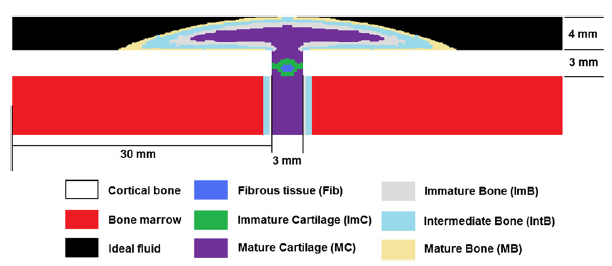 4 mm
3 mm
30 mm
3 mm
Cortical bone
Fibrous tissue (Fib)
Immature Bone (ImB)
Bone marrow
Immature Cartilage (ImC)
Intermediate Bone (IntB)
Ideal fluid
Mature Cartilage (MC)
Mature Bone (MB)